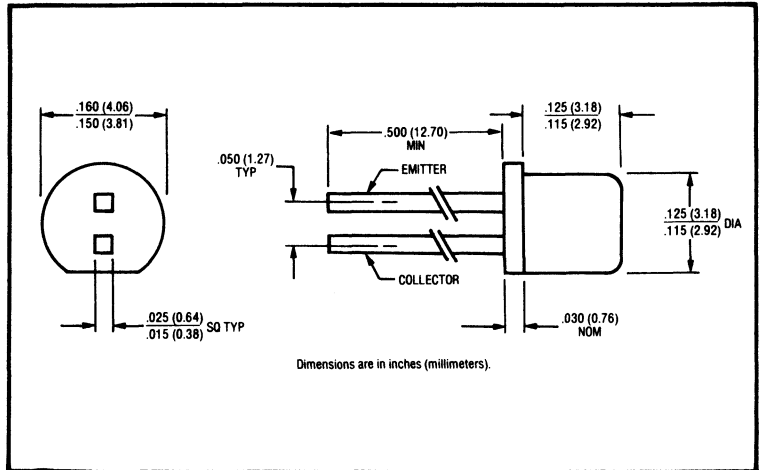 .160 (4.06)
.150 (3.81)
.025 (0.64)
.015 (0.38)
SQ TYP
.050 (1.27)
TYP
.500 (12.70)
MIN
EMITTER
COLLECTOR
.125 (3.18)
.115 (2.92)
.125 (3.18)
.115 (2.92)
DIA
.030 (0.76)
NOM
Dimensions are in inches (millimeters).